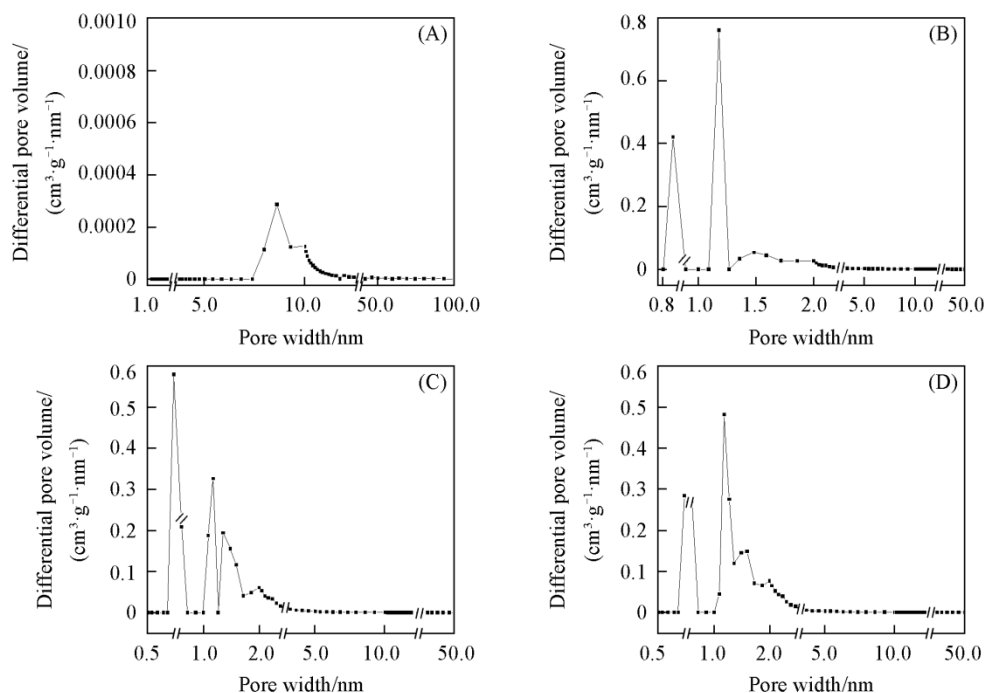 (A)
Differential pore volume/
(cm³·g⁻¹·nm⁻¹)
0.0010
0.0008
0.0006
0.0004
0.0002
0
1.0 5.0 10.0 50.0 100.0
Pore width/nm
(B)
Differential pore volume/
(cm³·g⁻¹·nm⁻¹)
0.8
0.6
0.4
0.2
0
0.8 1.0 1.5 2.0 5.0 10.0 50.0
Pore width/nm
(C)
Differential pore volume/
(cm³·g⁻¹·nm⁻¹)
0.6
0.5
0.4
0.3
0.2
0.1
0
0.5 1.0 2.0 5.0 10.0 50.0
Pore width/nm
(D)
Differential pore volume/
(cm³·g⁻¹·nm⁻¹)
0.6
0.5
0.4
0.3
0.2
0.1
0
0.5 1.0 2.0 5.0 10.0 50.0
Pore width/nm